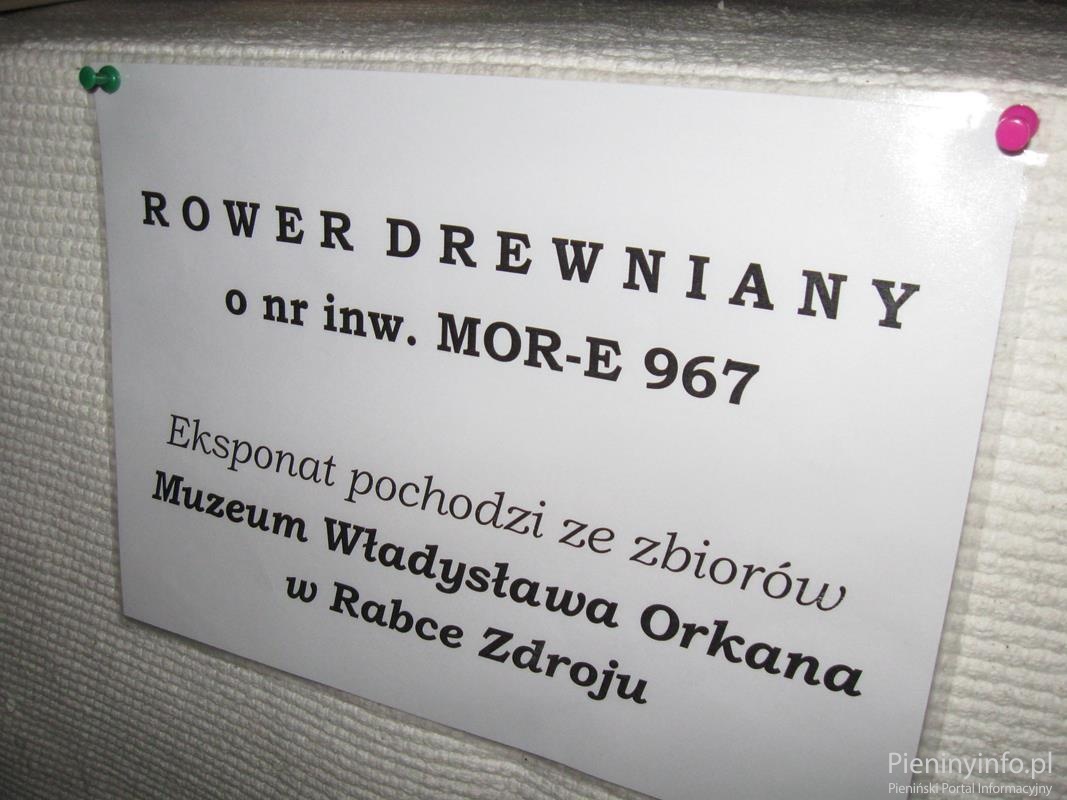 ROWER DREWNIANY
o nr inw. MOR-E 967
Eksponat pochodzi ze zbiorów
Muzeum Władysława Orkana
w Rabce Zdroju
Pieninyinfo.pl
Pieniński Portal Informacyjny